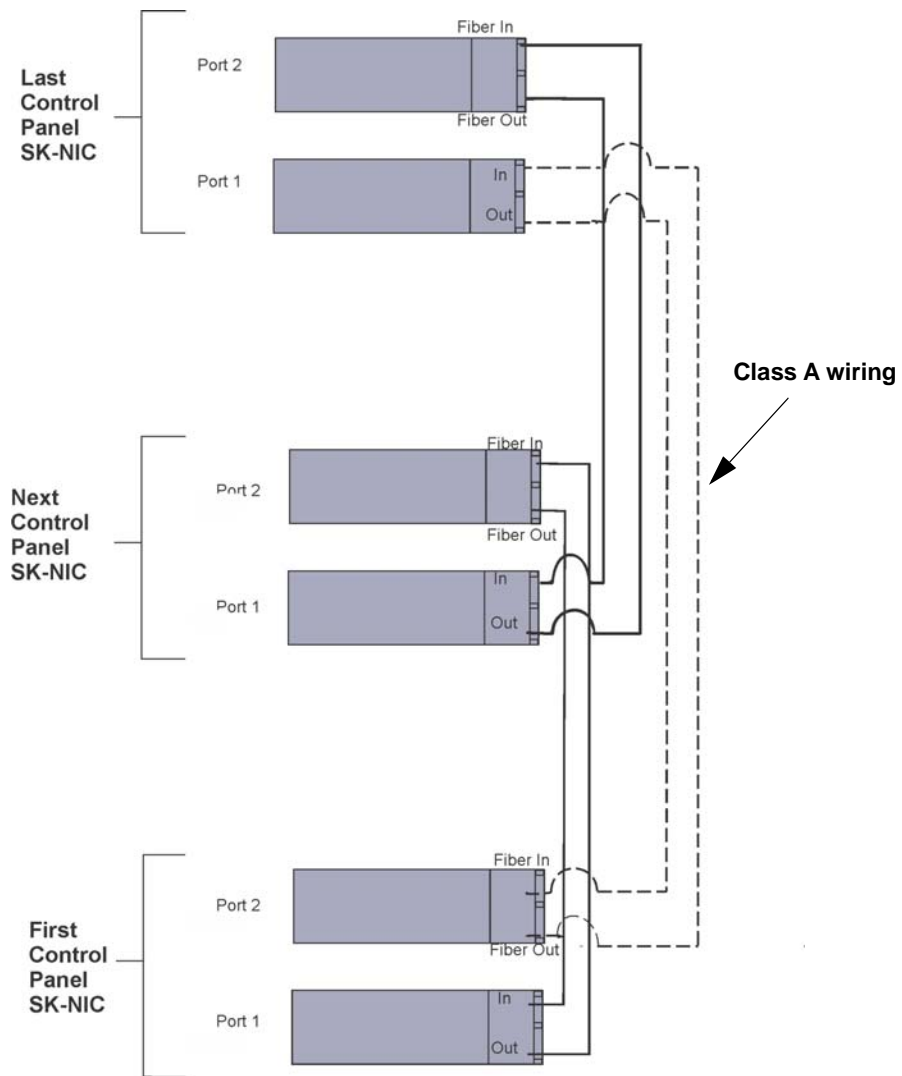 Fiber In
Last
Control
Panel
SK-NIC
Port 2
Fiber Out
Port 1
In
Out
Class A wiring
Fiber In
Next
Control
Panel
SK-NIC
Port 2
Fiber Out
Port 1
In
Out
Fiber In
First
Control
Panel
SK-NIC
Port 2
Fiber Out
Port 1
In
Out